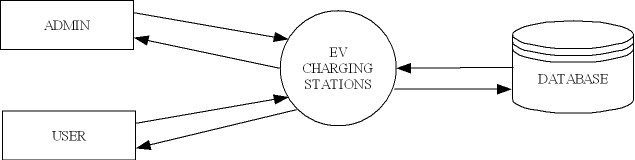 ADMIN
EV
CHARGING
STATIONS
DATABASE
USER